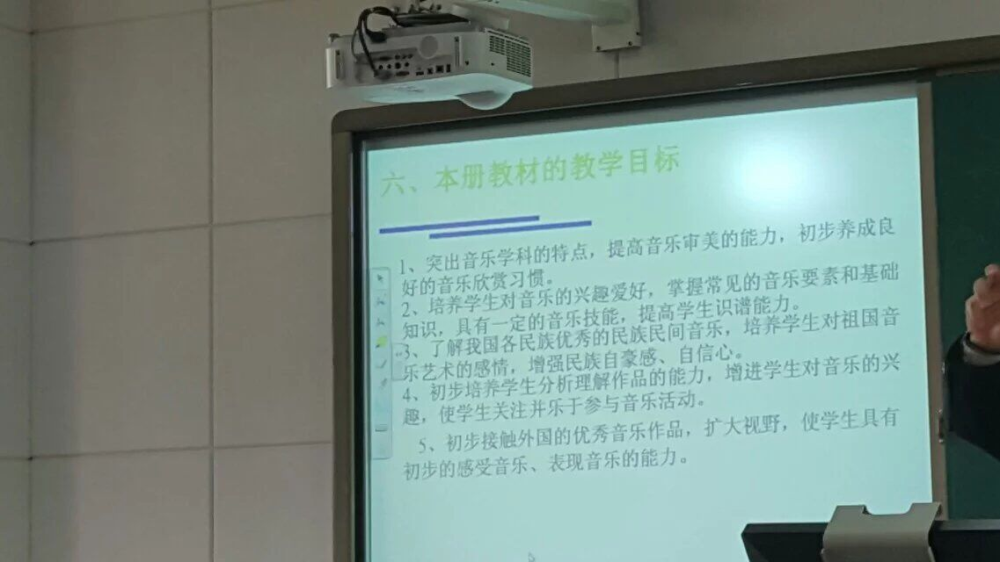 六、本册教材的教学目标
1、突出音乐学科的特点，提高音乐审美的能力，初步养成良
好的音乐欣赏习惯。
2、培养学生对音乐的兴趣爱好，掌握常见的音乐要素和基础
知识，具有一定的音乐技能，提高学生识谱能力。
3、了解我国各民族优秀的民族民间音乐，培养学生对祖国音
乐艺术的感情，增强民族自豪感、自信心。
4、初步培养学生分析理解作品的能力，增进学生对音乐的兴
趣，使学生关注并乐于参与音乐活动。
5、初步接触外国的优秀音乐作品，扩大视野，使学生具有
初步的感受音乐、表现音乐的能力。